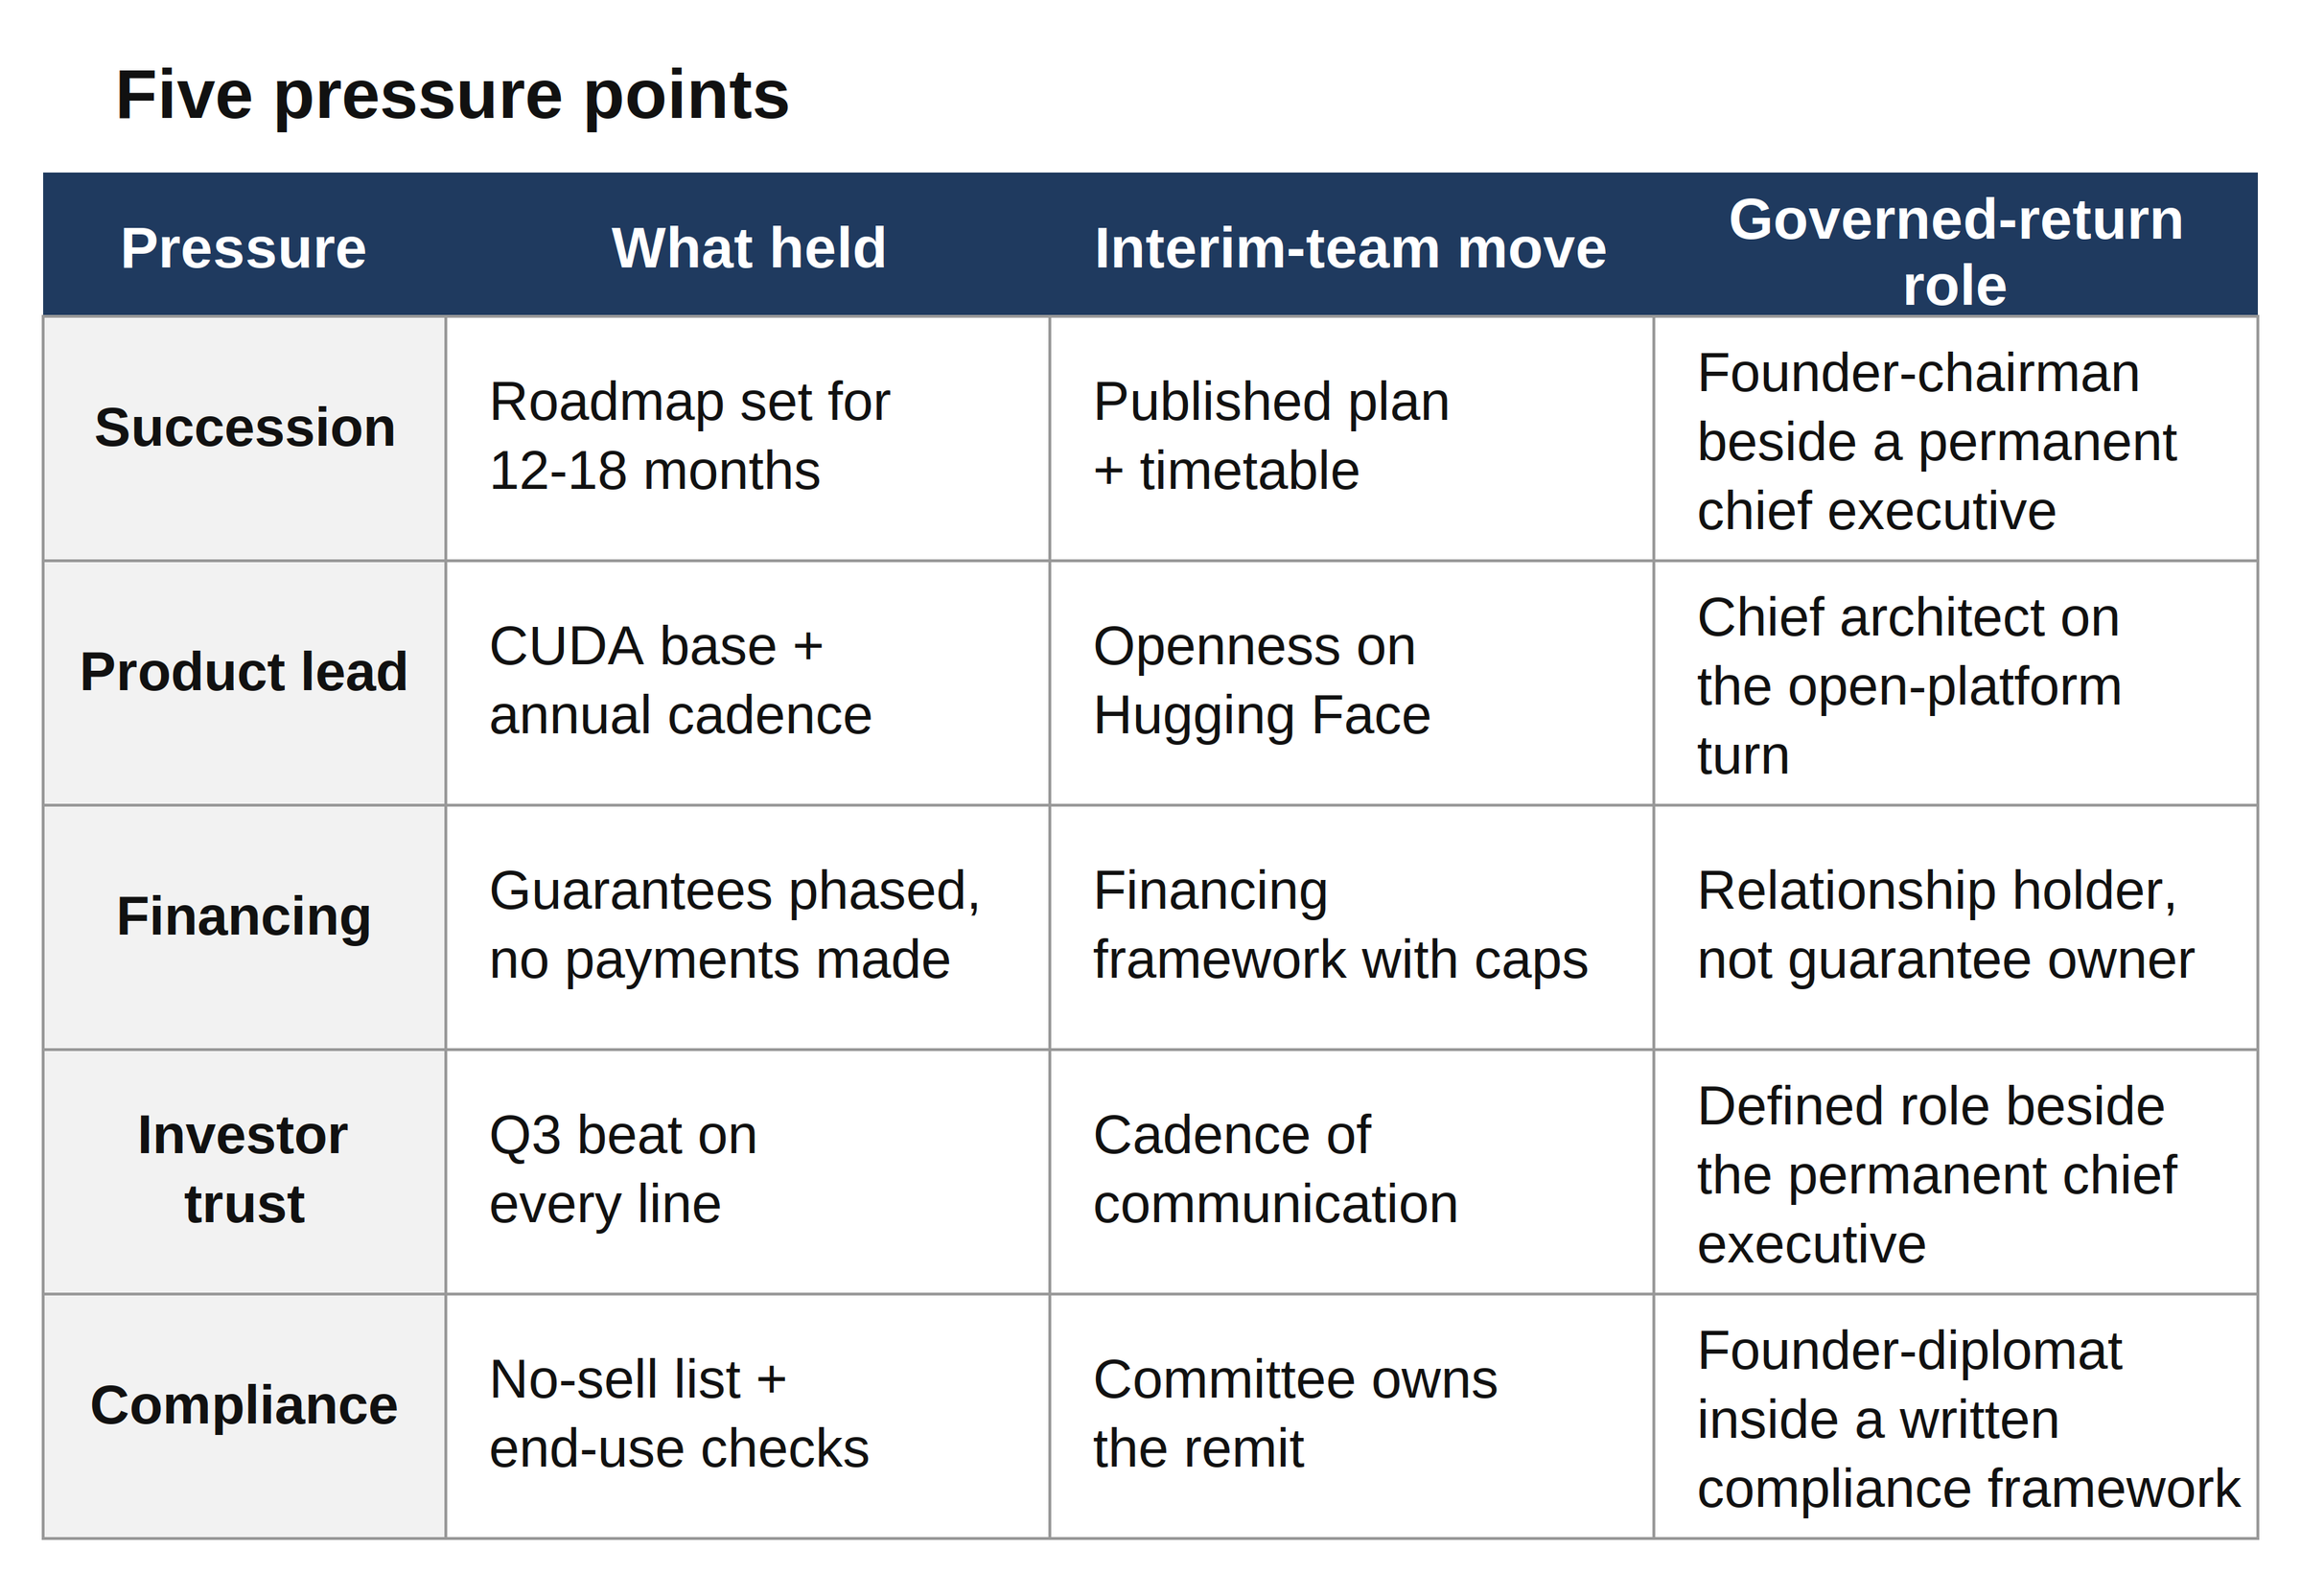 Five pressure points
Pressure
What held
Interim-team move
Governed-return
role
Succession
Roadmap set for
12-18 months
Published plan
+ timetable
Founder-chairman
beside a permanent
chief executive
Product lead
CUDA base +
annual cadence
Openness on
Hugging Face
Chief architect on
the open-platform
turn
Financing
Guarantees phased,
no payments made
Financing
framework with caps
Relationship holder,
not guarantee owner
Investor
trust
Q3 beat on
every line
Cadence of
communication
Defined role beside
the permanent chief
executive
Compliance
No-sell list +
end-use checks
Committee owns
the remit
Founder-diplomat
inside a written
compliance framework